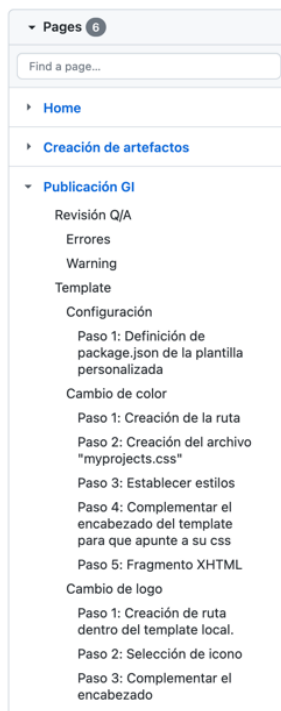 Pages 6
Find a page...
Home
Creación de artefactos
Publicación GI
Revisión Q/A
Errores
Warning
Template
Configuración
Paso 1: Definición de
package.json de la plantilla
personalizada
Cambio de color
Paso 1: Creación de la ruta
Paso 2: Creación del archivo
"myprojects.css"
Paso 3: Establecer estilos
Paso 4: Complementar el
encabezado del template
para que apunte a su css
Paso 5: Fragmento XHTML
Cambio de logo
Paso 1: Creación de ruta
dentro del template local.
Paso 2: Selección de icono
Paso 3: Complementar el
encabezado